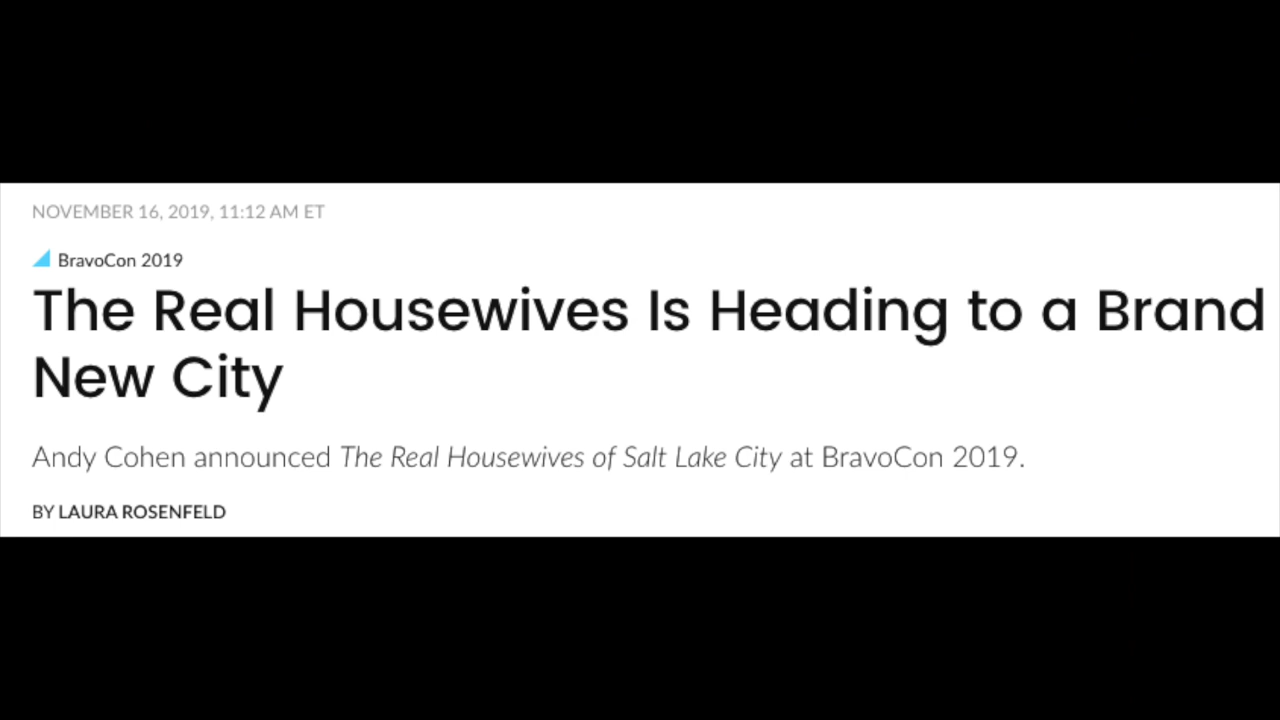 NOVEMBER 16, 2019, 11:12 AM ET
BravoCon 2019
The Real Housewives Is Heading to a Brand
New City
Andy Cohen announced The Real Housewives of Salt Lake City at BravoCon 2019.
BY LAURA ROSENFELD